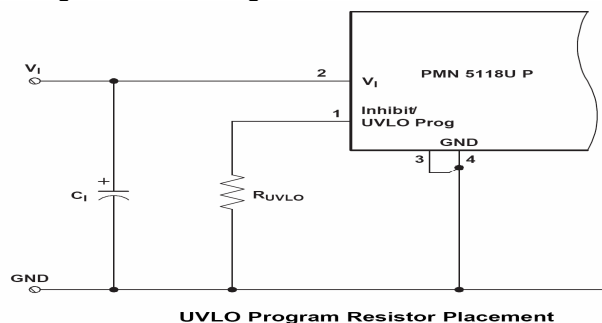 VI
2
VI
PMN 5118U P
1
Inhibit/
UVLO Prog
GND
3
4
+
CI
RUVLO
GND
UVLO Program Resistor Placement